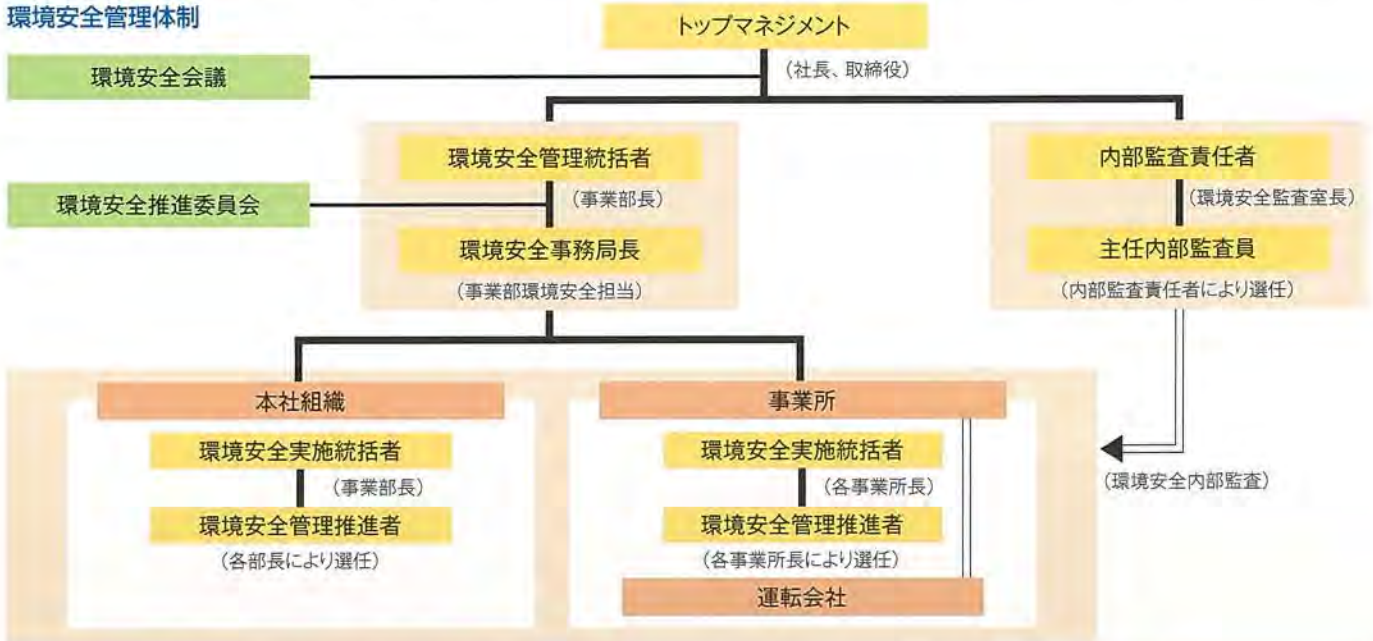 環境安全管理体制
トップマネジメント
（社長、取締役）
環境安全会議
環境安全管理統括者
（事業部長）
環境安全推進委員会
環境安全事務局長
（事業部環境安全担当）
内部監査責任者
（環境安全監査室長）
主任内部監査員
（内部監査責任者により選任）
本社組織
環境安全実施統括者
（事業部長）
環境安全管理推進者
（各部長により選任）
事業所
環境安全実施統括者
（各事業所長）
環境安全管理推進者
（各事業所長により選任）
運転会社
（環境安全内部監査）